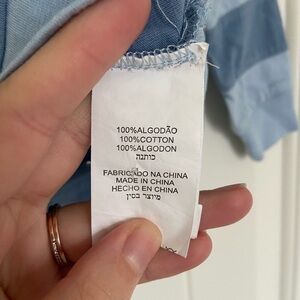 100%ALGODÃO
100%COTTON
100%ALGODON
כותנה
FABRICADO NA CHINA
MADE IN CHINA
HECHO EN CHINA
מיוצר בסין